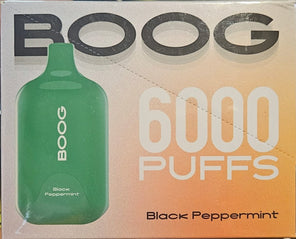 BOOG
6000
PUFFS
BOOG
Black
Peppermint
Black Peppermint